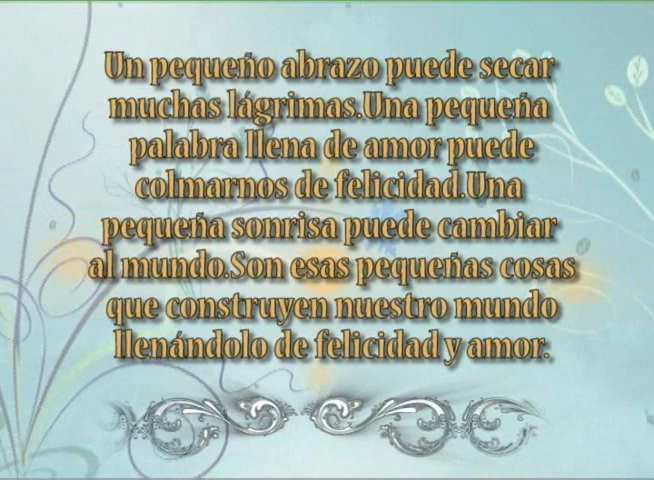 Un pequeño abrazo puede secar
muchas lágrimas.Una pequeña
palabra llena de amor puede
colmarnos de felicidad.Una
pequeña sonrisa puede cambiar
al mundo.Son esas pequeñas cosas
que construyen nuestro mundo
llenándolo de felicidad y amor.